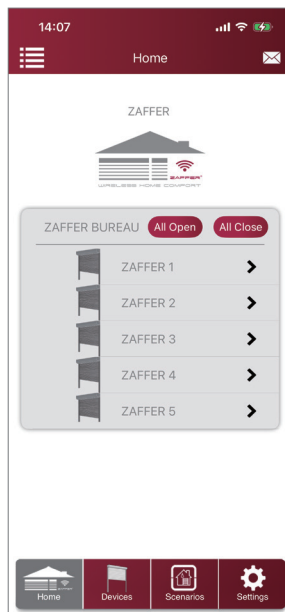 14:07
Home
ZAFFER
ZAFFER
WIRELESS HOME COMFORT
ZAFFER BUREAU All Open All Close
ZAFFER 1
ZAFFER 2
ZAFFER 3
ZAFFER 4
ZAFFER 5
Home Devices Scenarios Settings